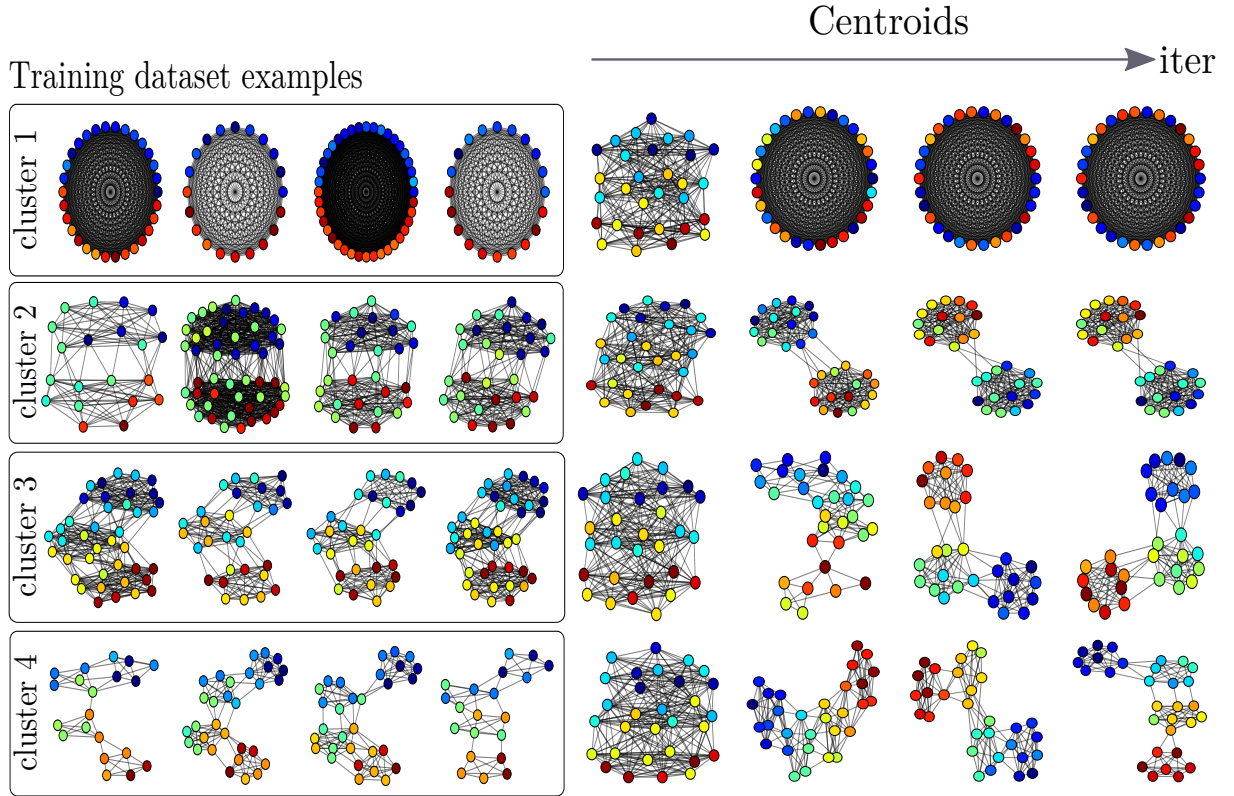 Centroids
iter
Training dataset examples
cluster 1
cluster 2
cluster 3
cluster 4